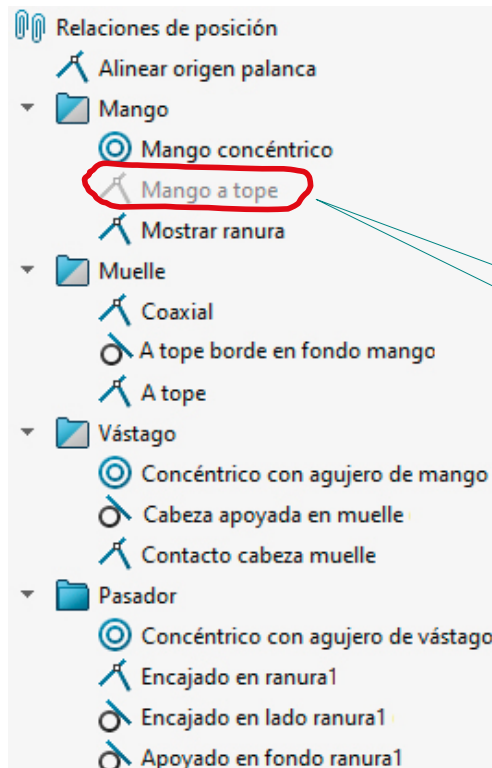 Relaciones de posición
Alinear origen palanca
Mango
Mango concéntrico
Mango a tope
Mostrar ranura
Muelle
Coaxial
A tope borde en fondo mango
A tope
Vástago
Concéntrico con agujero de mango
Cabeza apoyada en muelle
Contacto cabeza muelle
Pasador
Concéntrico con agujero de vástago
Encajado en ranura1
Encajado en lado ranura1
Apoyado en fondo ranura1